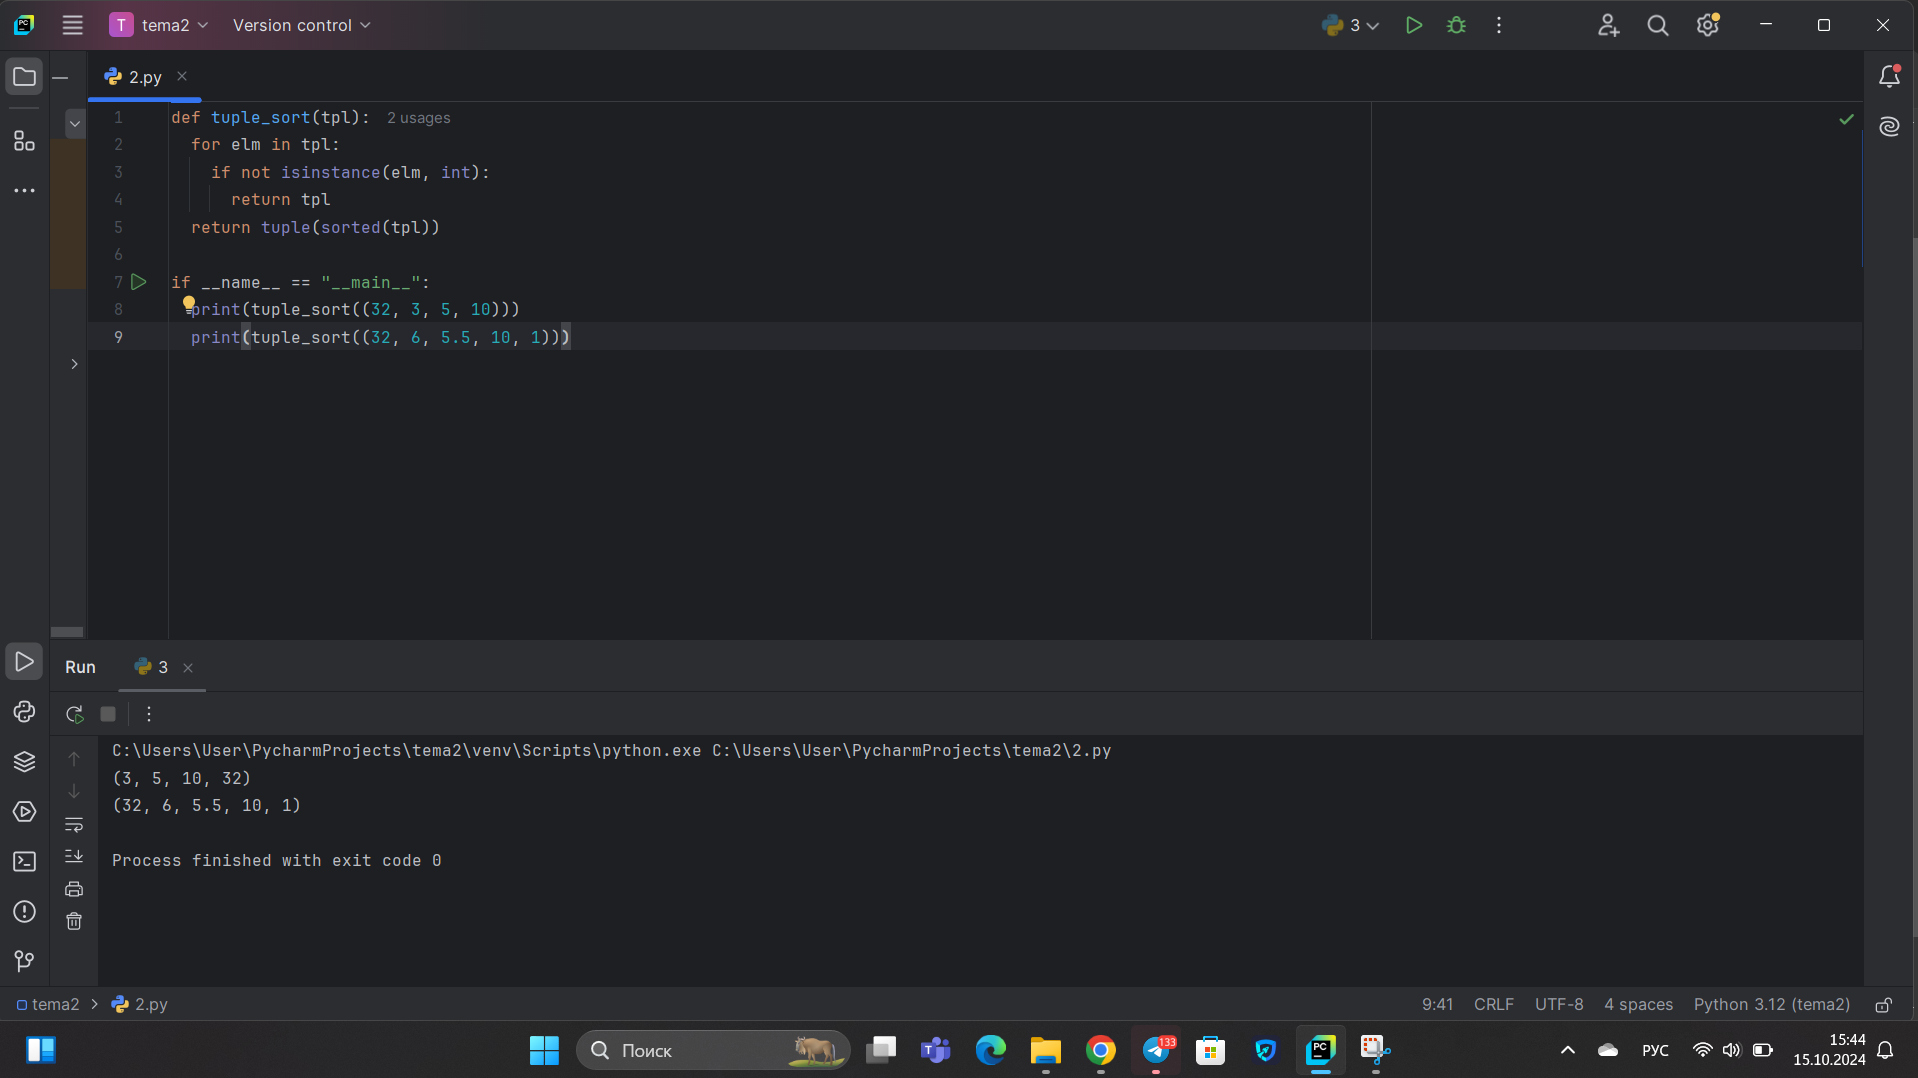 T tema2 Version control 3
2.py
1 def tuple_sort(tpl): 2 usages
2 for elm in tpl:
3 if not isinstance(elm, int):
4 return tpl
5 return tuple(sorted(tpl))
6
7 if __name__ == "__main__":
8 print(tuple_sort((32, 3, 5, 10)))
9 print(tuple_sort((32, 6, 5.5, 10, 1)))
Run 3
C:\Users\User\PycharmProjects\tema2\venv\Scripts\python.exe C:\Users\User\PycharmProjects\tema2\2.py
(3, 5, 10, 32)
(32, 6, 5.5, 10, 1)
Process finished with exit code 0
tema2 2.py 9:41 CRLF UTF-8 4 spaces Python 3.12 (tema2)
Поиск 133 PC РУС 15:44
15.10.2024